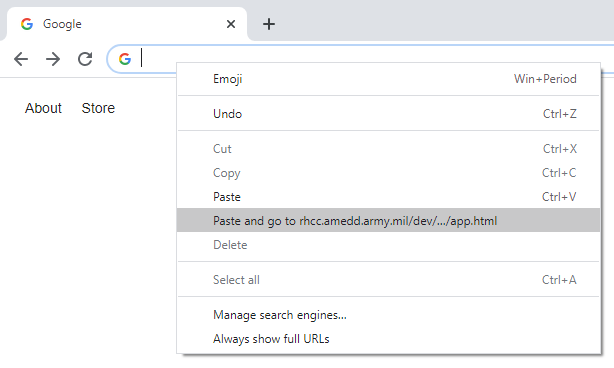 Google
About Store
Emoji Win+Period
Undo Ctrl+Z
Cut Ctrl+X
Copy Ctrl+C
Paste Ctrl+V
Paste and go to rhcc.amedd.army.mil/dev/.../app.html
Delete
Select all Ctrl+A
Manage search engines...
Always show full URLs